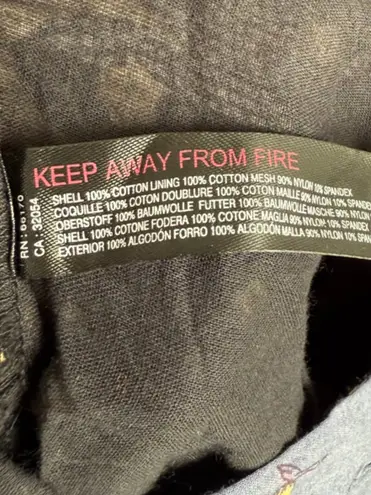 KEEP AWAY FROM FIRE
SHELL 100% COTTON LINING 100% COTTON MESH 90% NYLON 10% SPANDEX
COQUILLE 100% COTON DOUBLURE 100% COTON MAILLE 90% NYLON 10% SPANDEX
OBERSTOFF 100% BAUMWOLLE FUTTER 100% BAUMWOLLE MASCHE 90% NYLON 10%
SHELL 100% COTONE FODERA 100% COTONE MAGLIA 90% NYLON 10% SPAN
EXTERIOR 100% ALGODÓN FORRO 100% ALGODÓN MALLA 90% NYLON 10% SPAN
CA : 32054